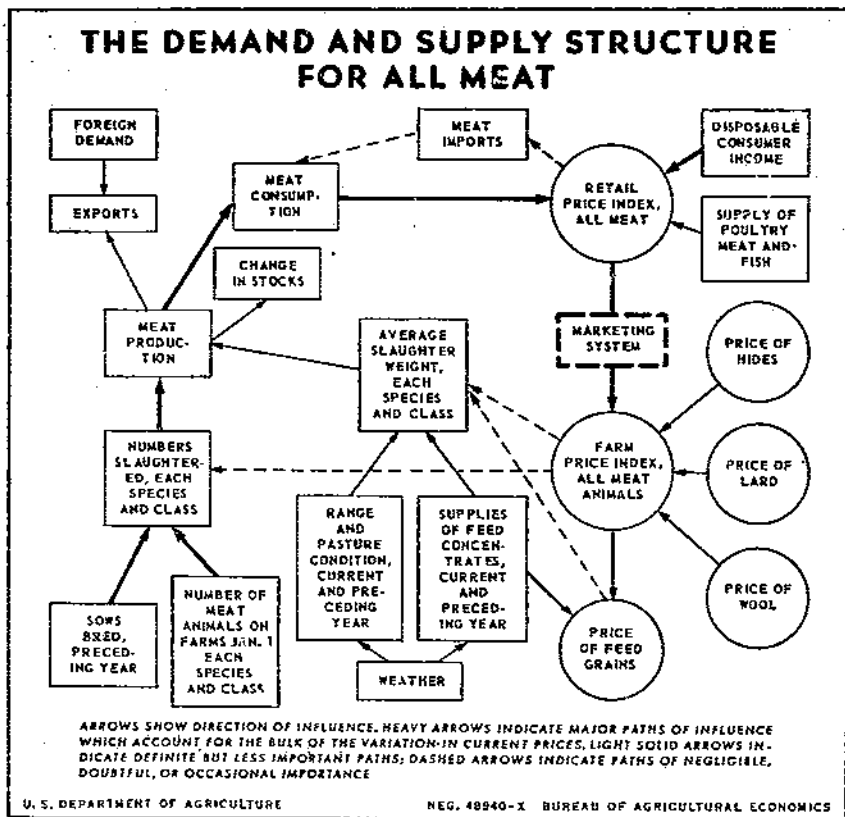 THE DEMAND AND SUPPLY STRUCTURE
FOR ALL MEAT
FOREIGN
DEMAND
MEAT
IMPORTS
DISPOSABLE
CONSUMER
INCOME
EXPORTS
MEAT
CONSUMP-
TION
RETAIL
PRICE INDEX,
ALL MEAT
SUPPLY OF
POULTRY
MEAT AND
FISH
CHANGE
IN STOCKS
MEAT
PRODUC-
TION
AVERAGE
SLAUGHTER
WEIGHT,
EACH
SPECIES
AND CLASS
MARKETING
SYSTEM
PRICE OF
HIDES
NUMBERS
SLAUGHTER-
ED, EACH
SPECIES
AND CLASS
FARM
PRICE INDEX,
ALL MEAT
ANIMALS
PRICE OF
LARD
RANGE
AND
PASTURE
CONDITION,
CURRENT
AND PRE-
CEDING
YEAR
SUPPLIES
OF FEED
CONCEN-
TRATES,
CURRENT
AND
PRECED-
ING YEAR
PRICE OF
WOOL
SOWS
BRED,
PRECED-
ING YEAR
NUMBER OF
MEAT
ANIMALS ON
FARMS JAN. 1
EACH
SPECIES
AND CLASS
WEATHER
PRICE
OF FEED
GRAINS
ARROWS SHOW DIRECTION OF INFLUENCE. HEAVY ARROWS INDICATE MAJOR PATHS OF INFLUENCE
WHICH ACCOUNT FOR THE BULK OF THE VARIATION IN CURRENT PRICES. LIGHT SOLID ARROWS IN-
DICATE DEFINITE BUT LESS IMPORTANT PATHS; DASHED ARROWS INDICATE PATHS OF NEGLIGIBLE,
DOUBTFUL, OR OCCASIONAL IMPORTANCE
U. S. DEPARTMENT OF AGRICULTURE NEG. 48940-X BUREAU OF AGRICULTURAL ECONOMICS